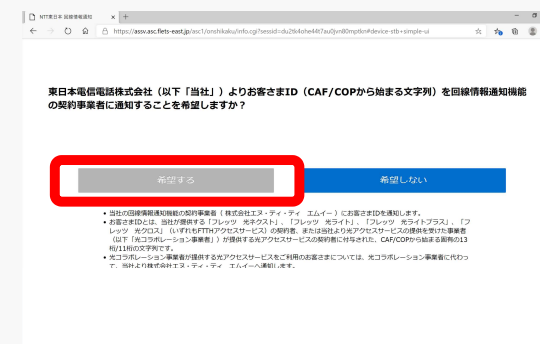 NTT東日本 回線情報通知
https://assv.asc.flets-east.jp/asc1/onshikaku/info.cgi?sessid=du2tk4ohe44t7au0jvn80mptkn#device-stb+simple-ui
東日本電信電話株式会社（以下「当社」）よりお客さまID（CAF/COPから始まる文字列）を回線情報通知機能
の契約事業者に通知することを希望しますか？
希望する 希望しない
• 当社の回線情報通知機能の契約事業者（ 株式会社エヌ・ティ・ティ エムイー ）にお客さまIDを通知します。
• お客さまIDとは、当社が提供する「フレッツ 光ネクスト」、「フレッツ 光ライト」、「フレッツ 光ライトプラス」、「フ
レッツ 光クロス」（いずれもFTTHアクセスサービス）の契約者、または当社より光アクセスサービスの提供を受けた事業者
（以下「光コラボレーション事業者」）が提供する光アクセスサービスの契約者に付与された、CAF/COPから始まる固有の13
桁/11桁の文字列です。
• 光コラボレーション事業者が提供する光アクセスサービスをご利用のお客さまについては、光コラボレーション事業者に代わっ
て、当社より株式会社エヌ・ティ・ティ エムイーへ通知します。